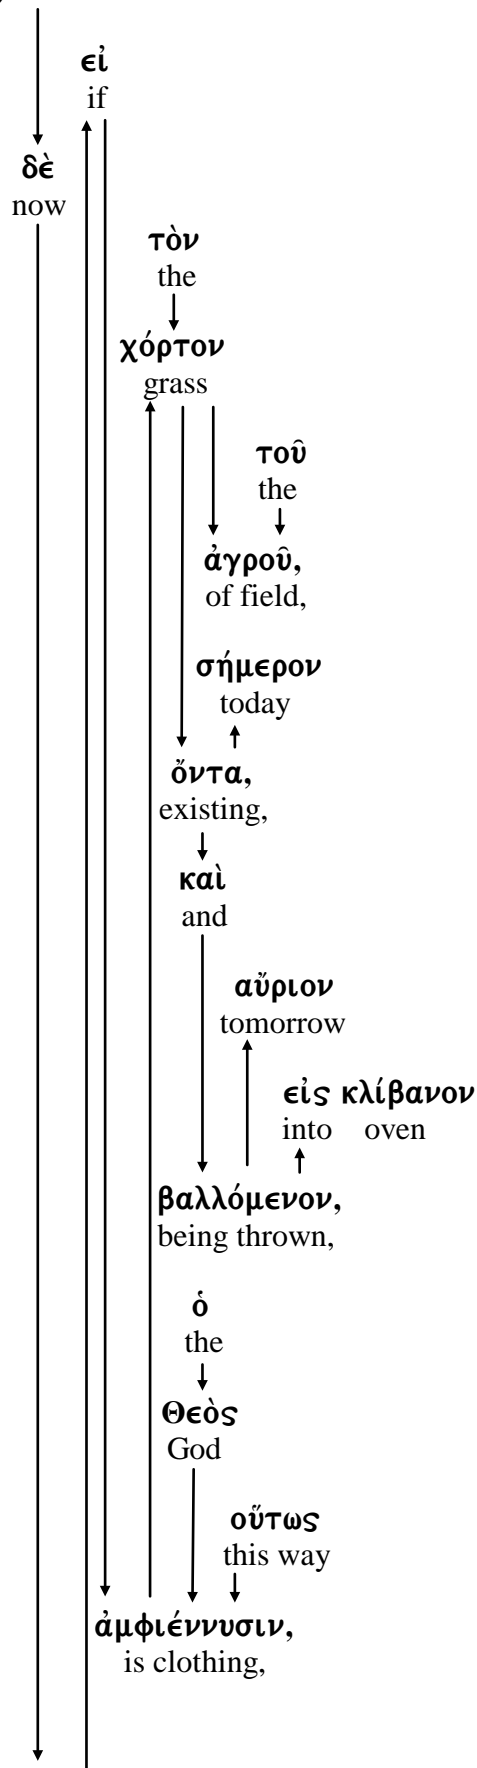 εἰ
if
δὲ
now
τὸν
the
χόρτον
grass
τοῦ
the
ἀγροῦ,
of field,
σήμερον
today
ὄντα,
existing,
καὶ
and
αὔριον
tomorrow
εἰς κλίβανον
into oven
βαλλόμενον,
being thrown,
ὁ
the
Θεὸς
God
οὕτως
this way
ἀμφιέννυσιν,
is clothing,